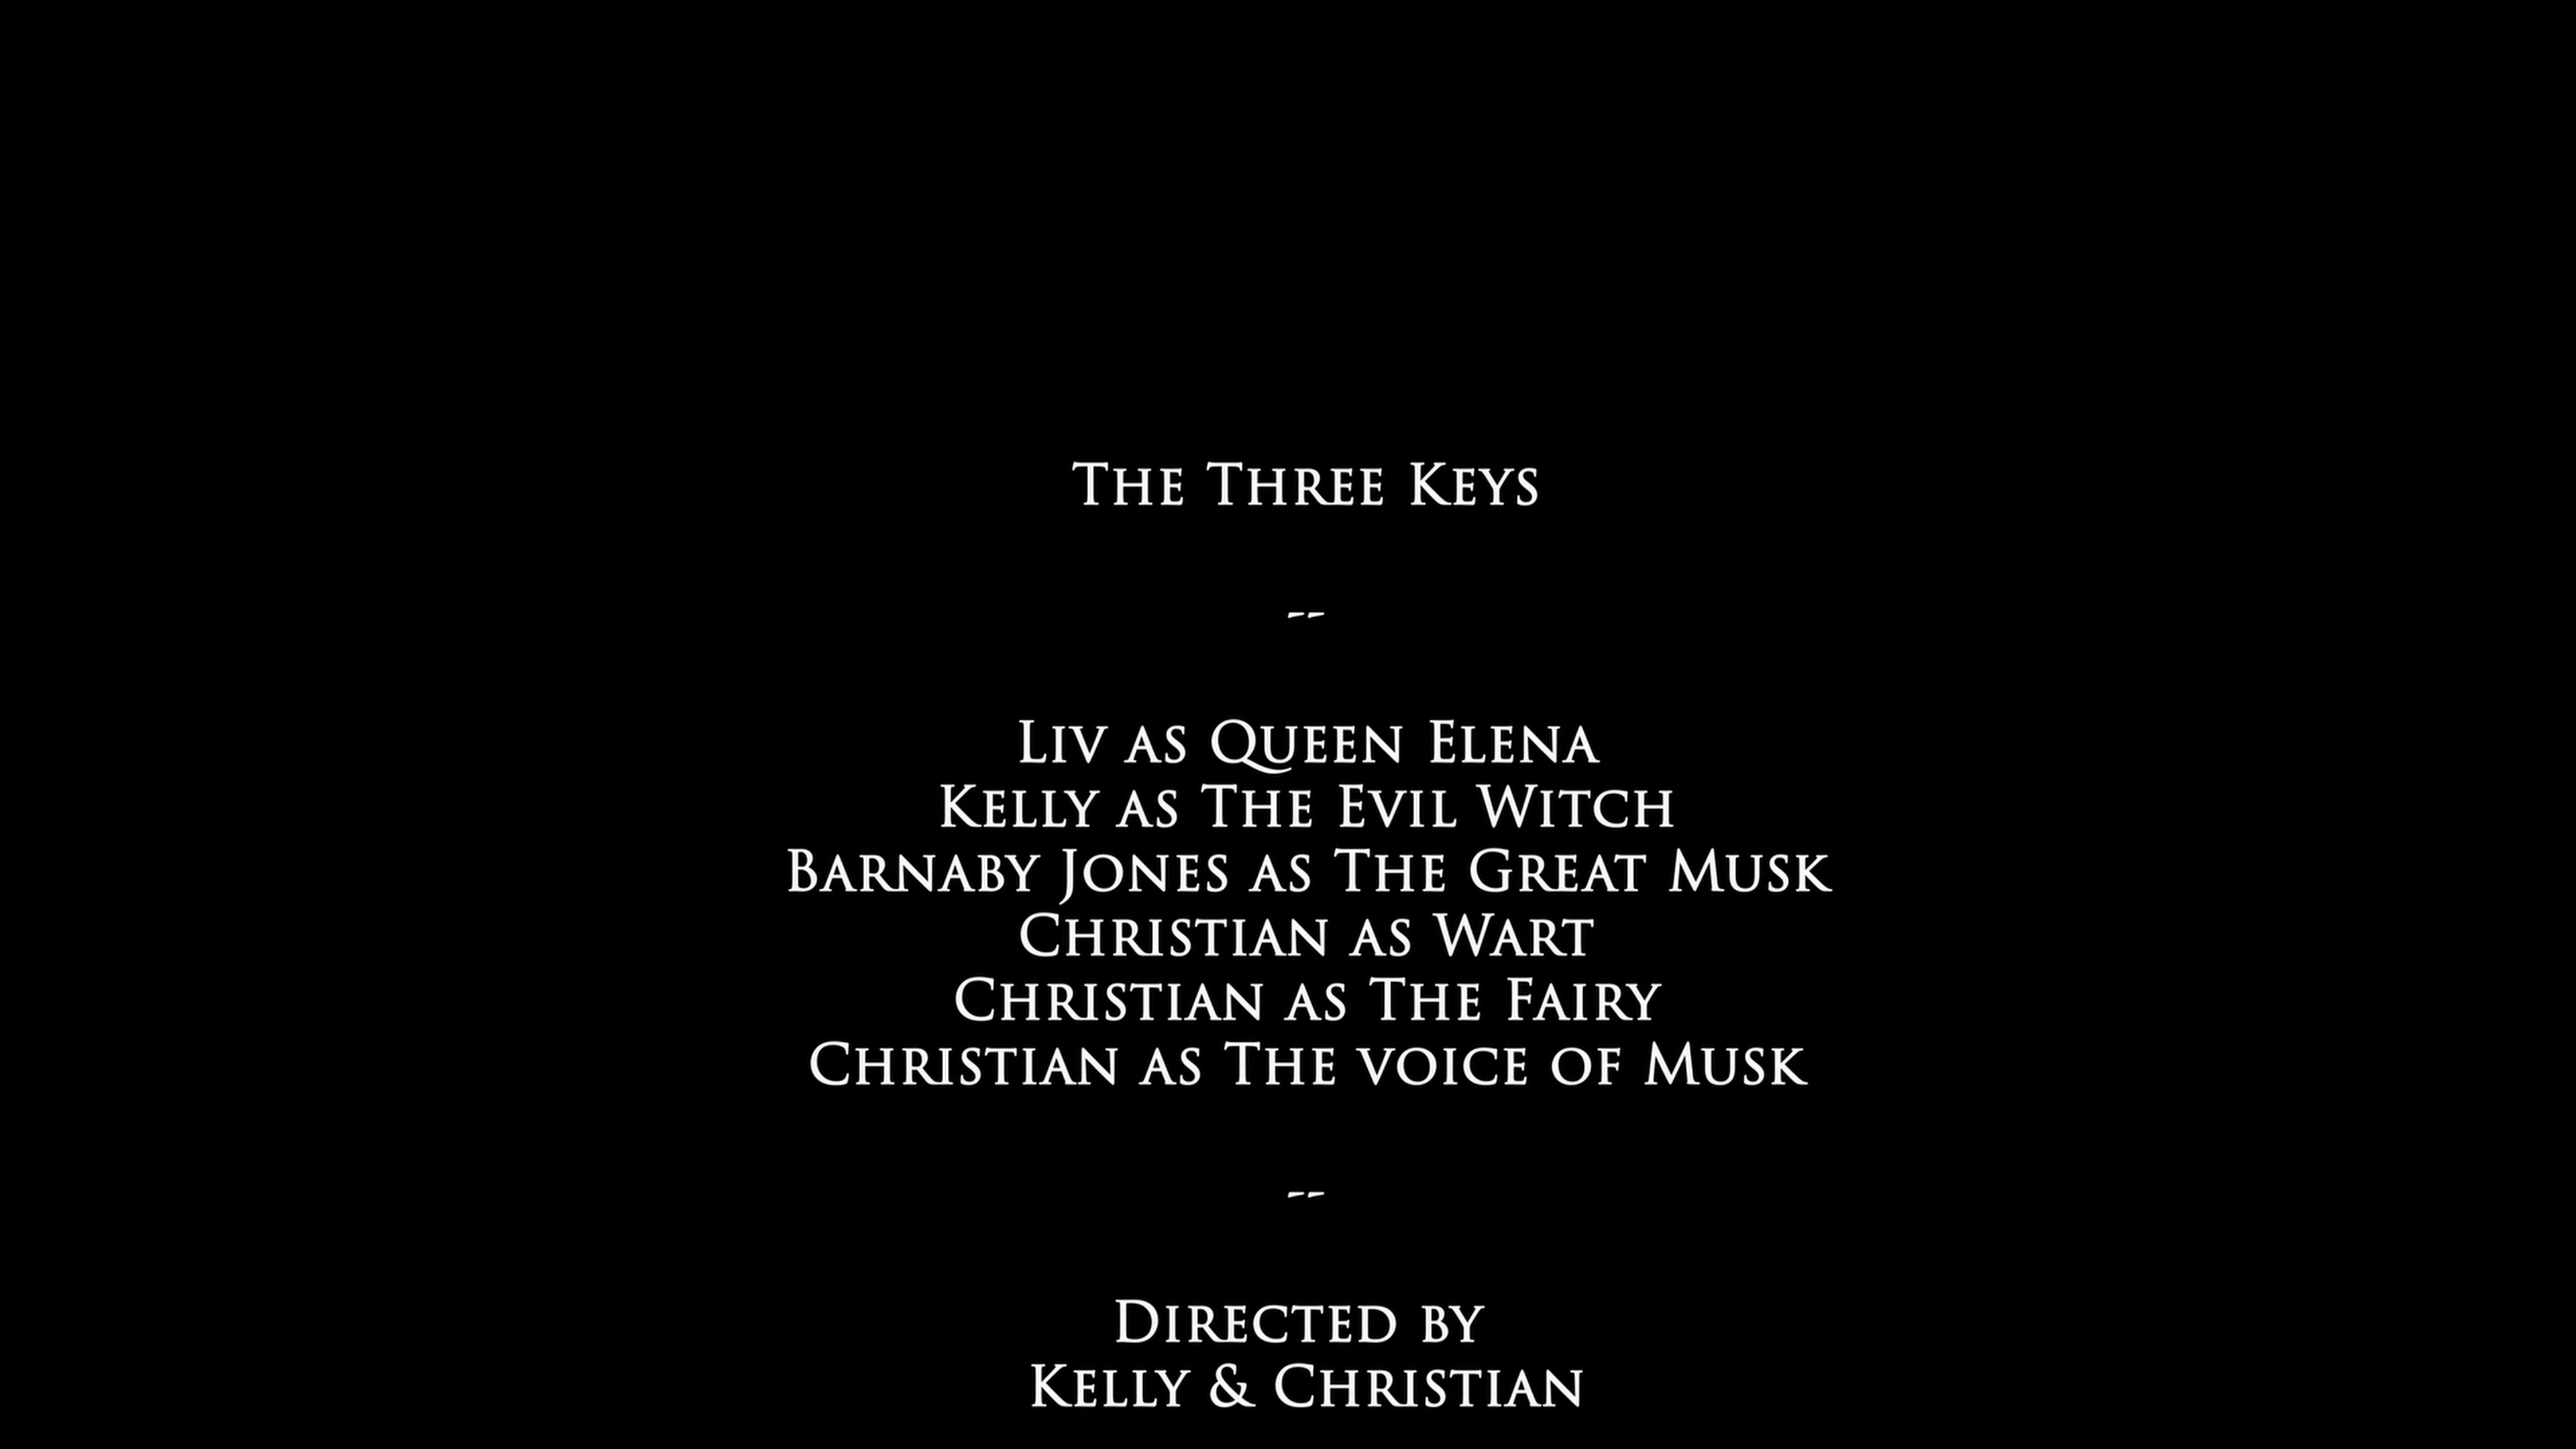 The Three Keys
--
Liv as Queen Elena
Kelly as The Evil Witch
Barnaby Jones as The Great Musk
Christian as Wart
Christian as The Fairy
Christian as The voice of Musk
--
Directed by
Kelly & Christian